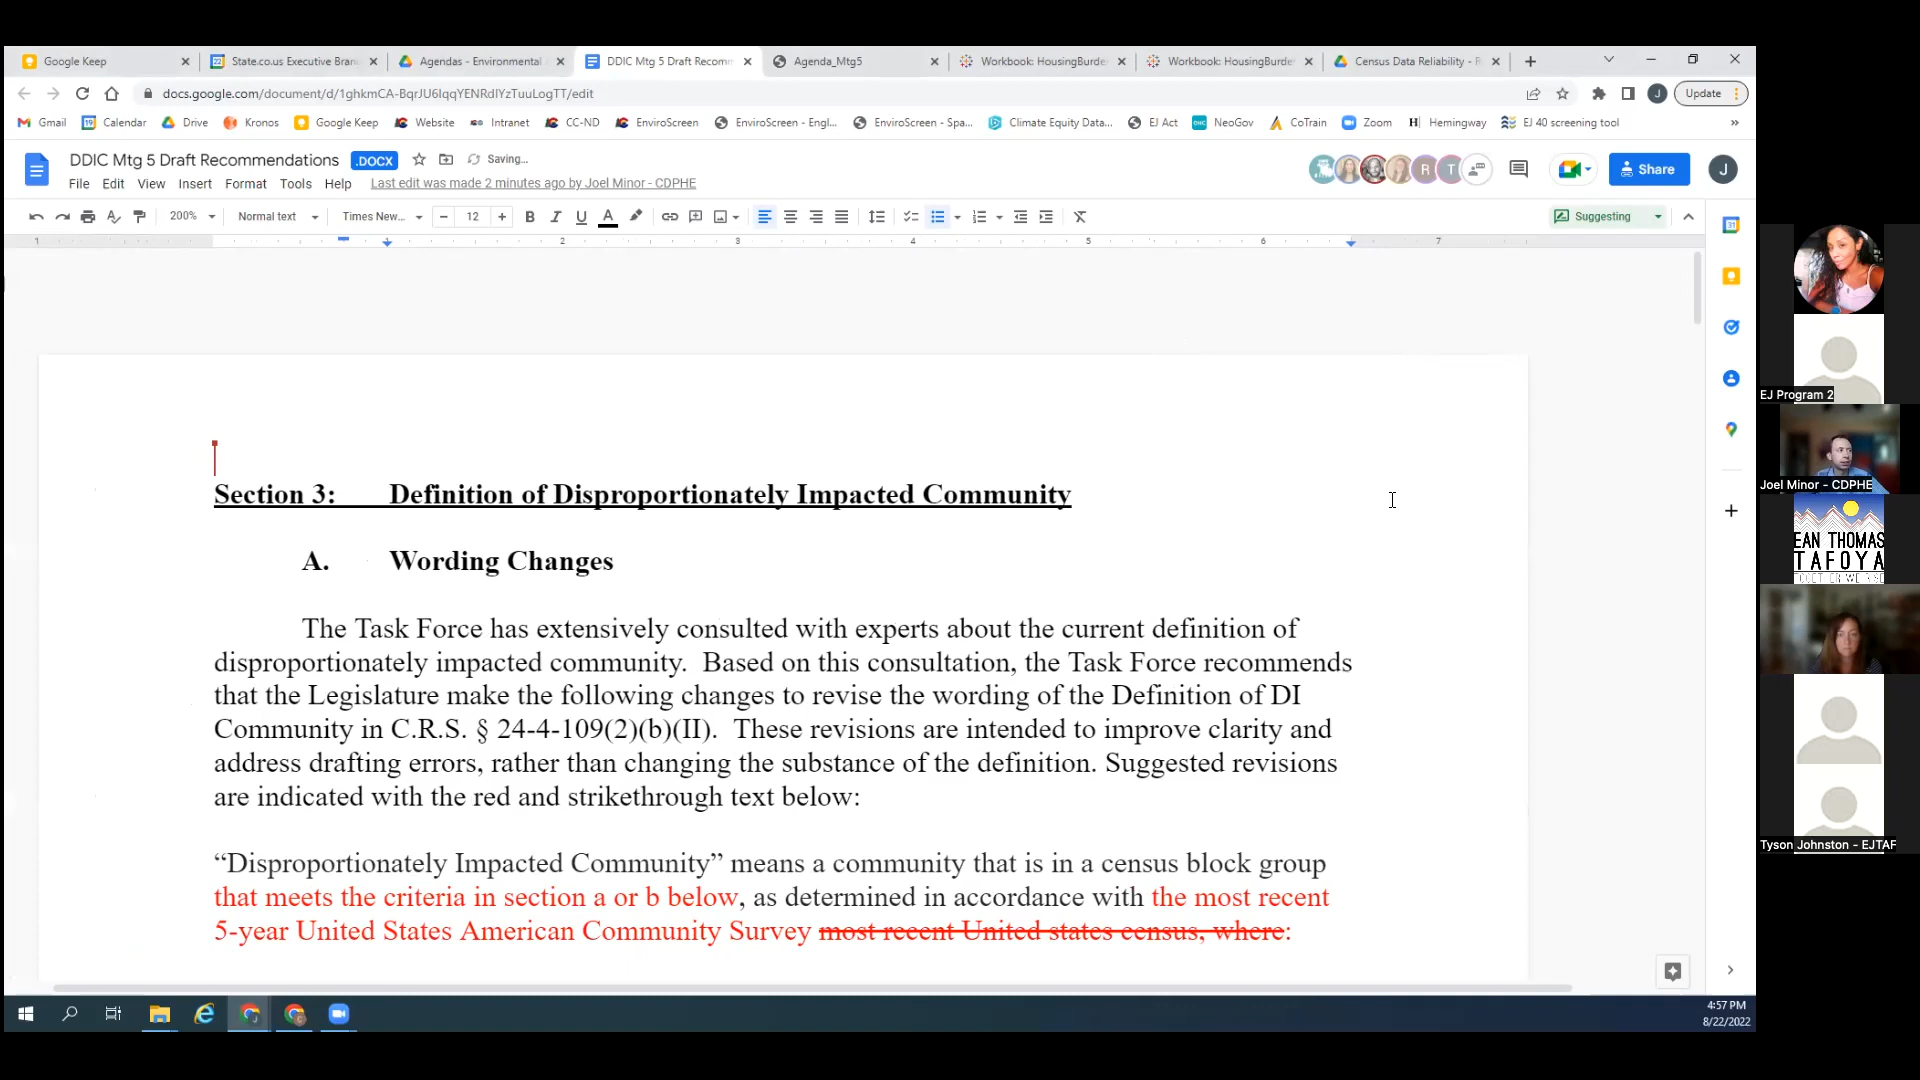 Google Keep
State.co.us Executive Bran
Agendas - Environmental
DDIC Mtg 5 Draft Recomm
Agenda_Mtg5
Workbook: HousingBurde
Workbook: HousingBurde
Census Data Reliability - R
docs.google.com/document/d/1ghkmCA-BqrJU6IqqYENRdlYzTuuLogTT/edit
Update
Gmail
Calendar
Drive
Kronos
Google Keep
Website
Intranet
CC-ND
EnviroScreen
EnviroScreen - Engl...
EnviroScreen - Spa...
Climate Equity Data...
EJ Act
NeoGov
CoTrain
Zoom
Hemingway
EJ 40 screening tool
DDIC Mtg 5 Draft Recommendations
.DOCX
Saving...
File Edit View Insert Format Tools Help
Last edit was made 2 minutes ago by Joel Minor - CDPHE
R
T
Share
J
200%
Normal text
Times New...
12
Suggesting
1 1 2 3 4 5 6 7
Section 3: Definition of Disproportionately Impacted Community
A. Wording Changes
The Task Force has extensively consulted with experts about the current definition of
disproportionately impacted community. Based on this consultation, the Task Force recommends
that the Legislature make the following changes to revise the wording of the Definition of DI
Community in C.R.S. § 24-4-109(2)(b)(II). These revisions are intended to improve clarity and
address drafting errors, rather than changing the substance of the definition. Suggested revisions
are indicated with the red and strikethrough text below:
“Disproportionately Impacted Community” means a community that is in a census block group
that meets the criteria in section a or b below, as determined in accordance with the most recent
5-year United States American Community Survey most recent United states census, where:
EJ Program 2
Joel Minor - CDPHE
EAN THOMAS
TAFOYA
TOGETHER WE RISE
Tyson Johnston - EJTAF
4:57 PM
8/22/2022